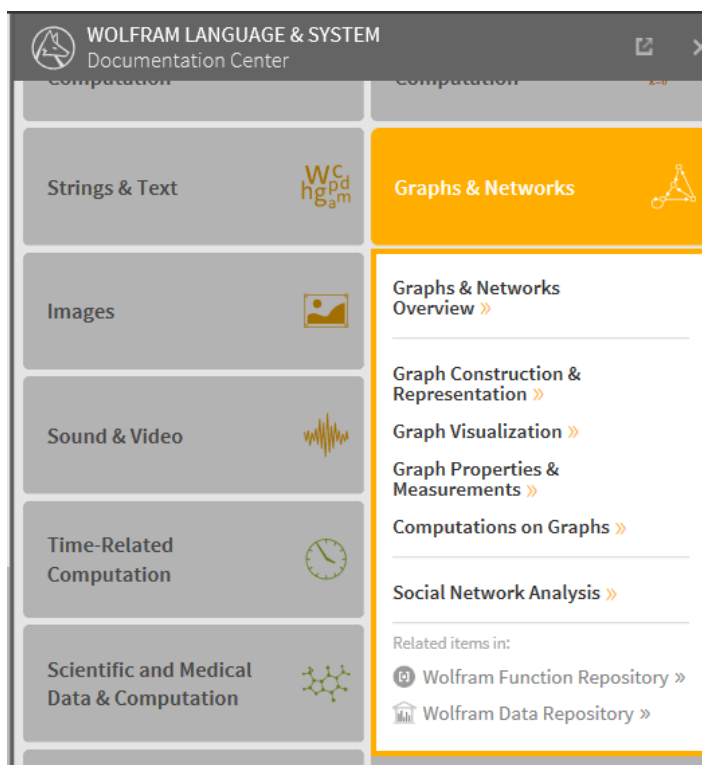 WOLFRAM LANGUAGE & SYSTEM
Documentation Center
Computation
Computation
Strings & Text
Graphs & Networks
Graphs & Networks
Overview »
Images
Graph Construction &
Representation »
Graph Visualization »
Sound & Video
Graph Properties &
Measurements »
Computations on Graphs »
Time-Related
Computation
Social Network Analysis »
Related items in:
Scientific and Medical
Data & Computation
Wolfram Function Repository »
Wolfram Data Repository »